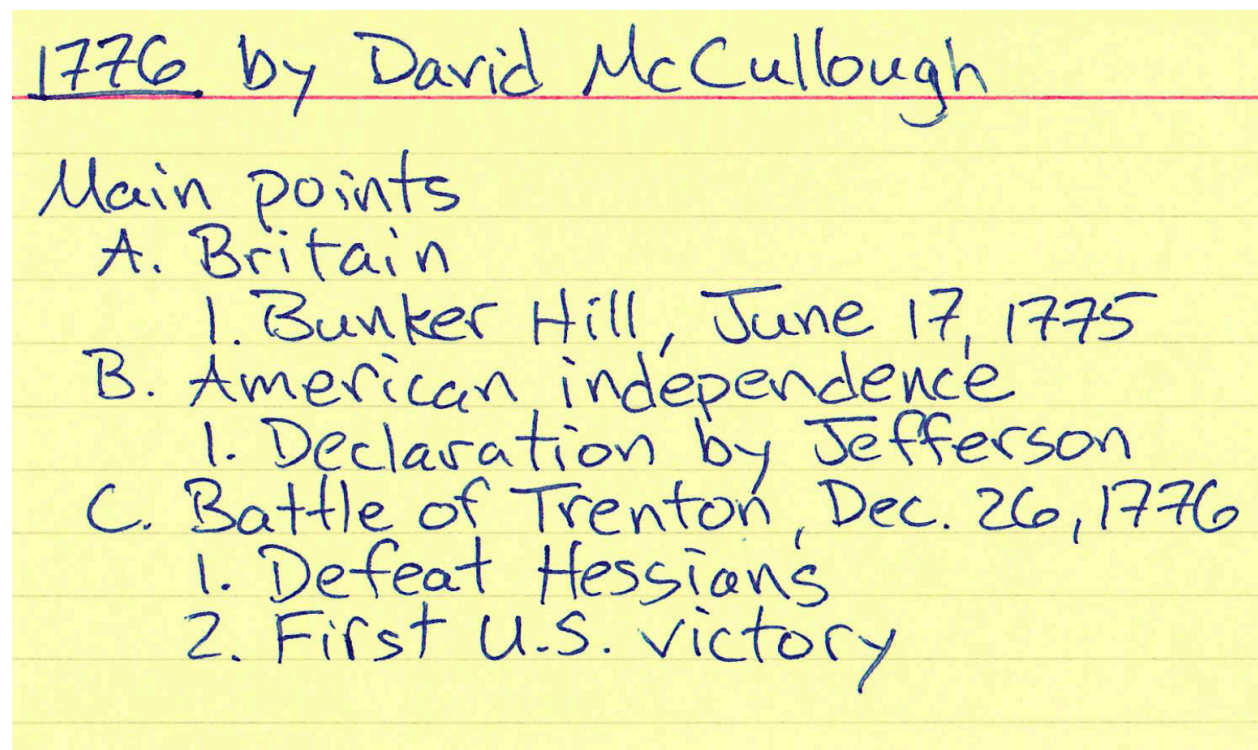 1776 by David McCullough
Main points
A. Britain
1. Bunker Hill, June 17, 1775
B. American independence
1. Declaration by Jefferson
C. Battle of Trenton, Dec. 26, 1776
1. Defeat Hessians
2. First U.S. victory